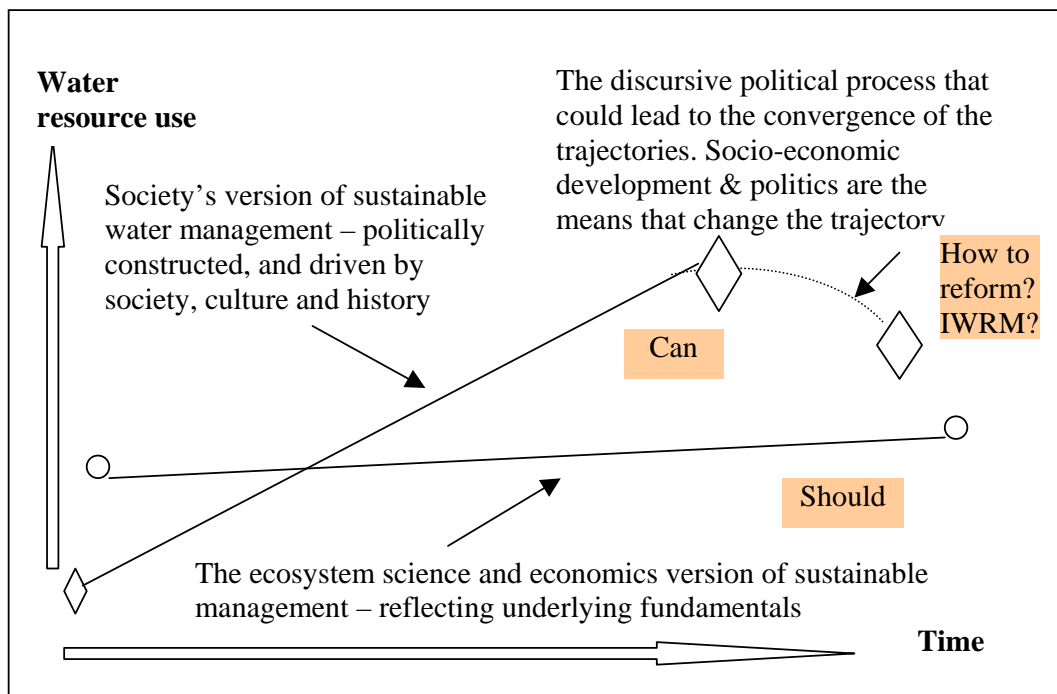 Water
resource use
The discursive political process that
could lead to the convergence of the
trajectories. Socio-economic
development & politics are the
means that change the trajectory
Society's version of sustainable
water management – politically
constructed, and driven by
society, culture and history
How to
reform?
IWRM?
Can
Should
The ecosystem science and economics version of sustainable
management – reflecting underlying fundamentals
Time